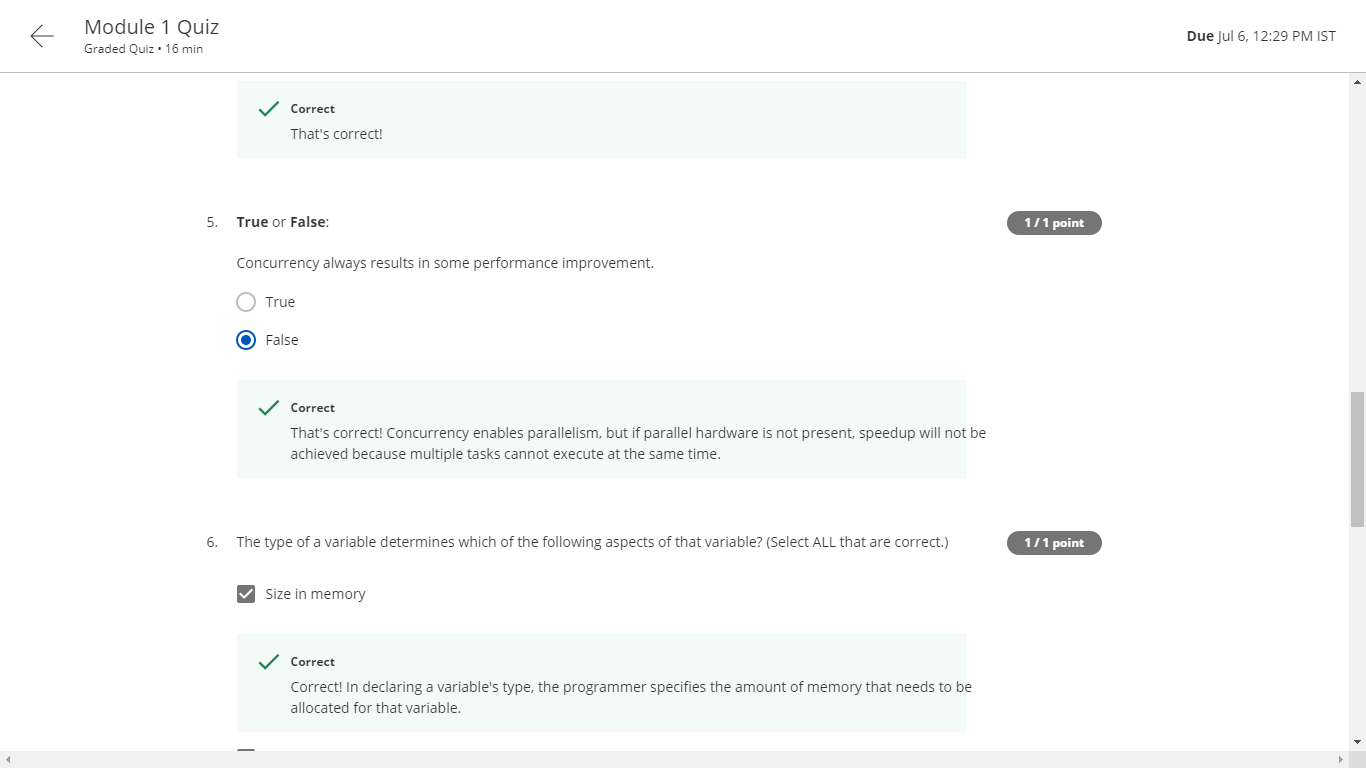 Module 1 Quiz
Graded Quiz • 16 min
Due Jul 6, 12:29 PM IST
Correct
That's correct!
5. True or False:
1 / 1 point
Concurrency always results in some performance improvement.
True
False
Correct
That's correct! Concurrency enables parallelism, but if parallel hardware is not present, speedup will not be
achieved because multiple tasks cannot execute at the same time.
6. The type of a variable determines which of the following aspects of that variable? (Select ALL that are correct.)
1 / 1 point
Size in memory
Correct
Correct! In declaring a variable's type, the programmer specifies the amount of memory that needs to be
allocated for that variable.